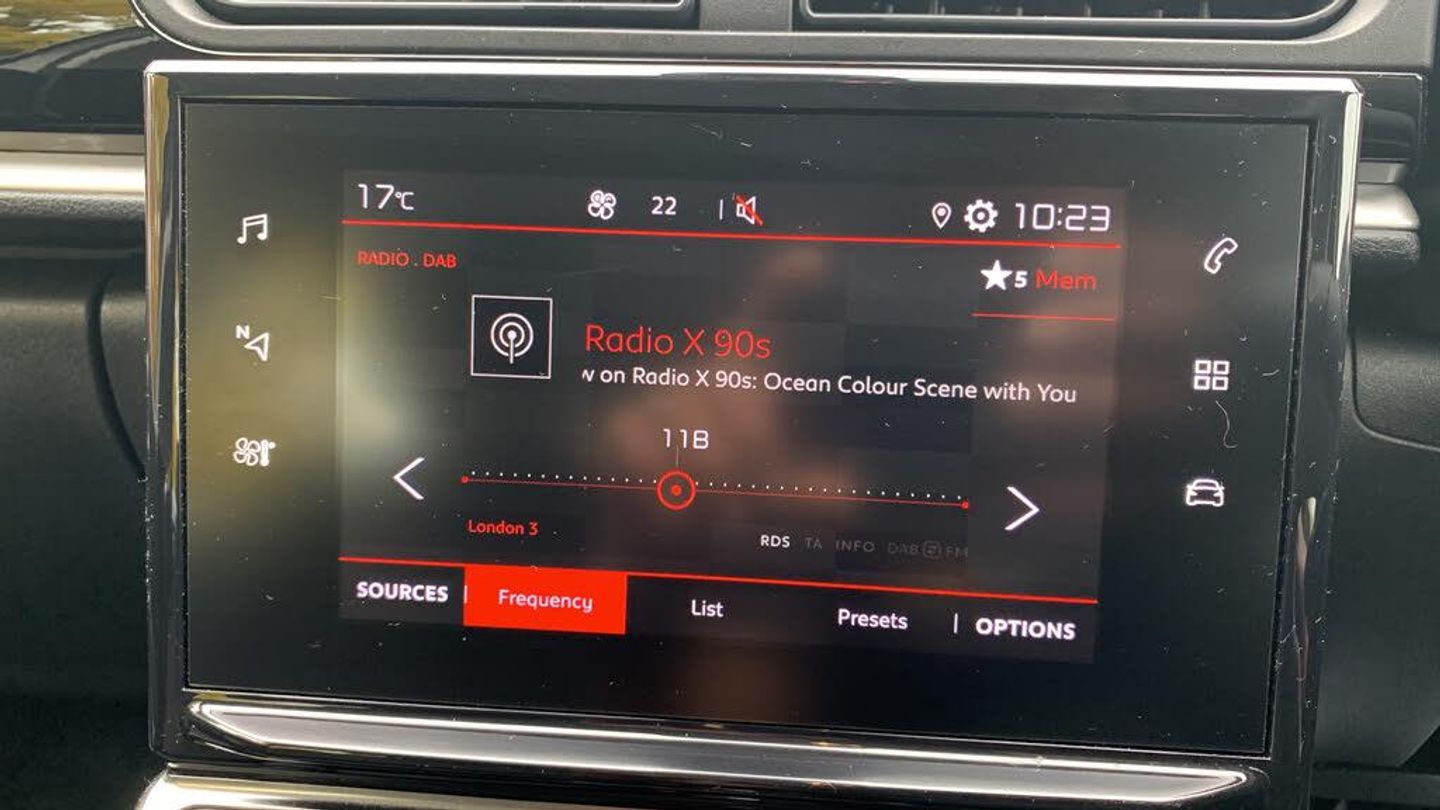 17°C 22 | 10:23
RADIO . DAB
5 Mem
Radio X 90s
w on Radio X 90s: Ocean Colour Scene with You
11B
London 3
RDS TA INFO DAB FM
SOURCES | Frequency List Presets | OPTIONS
N